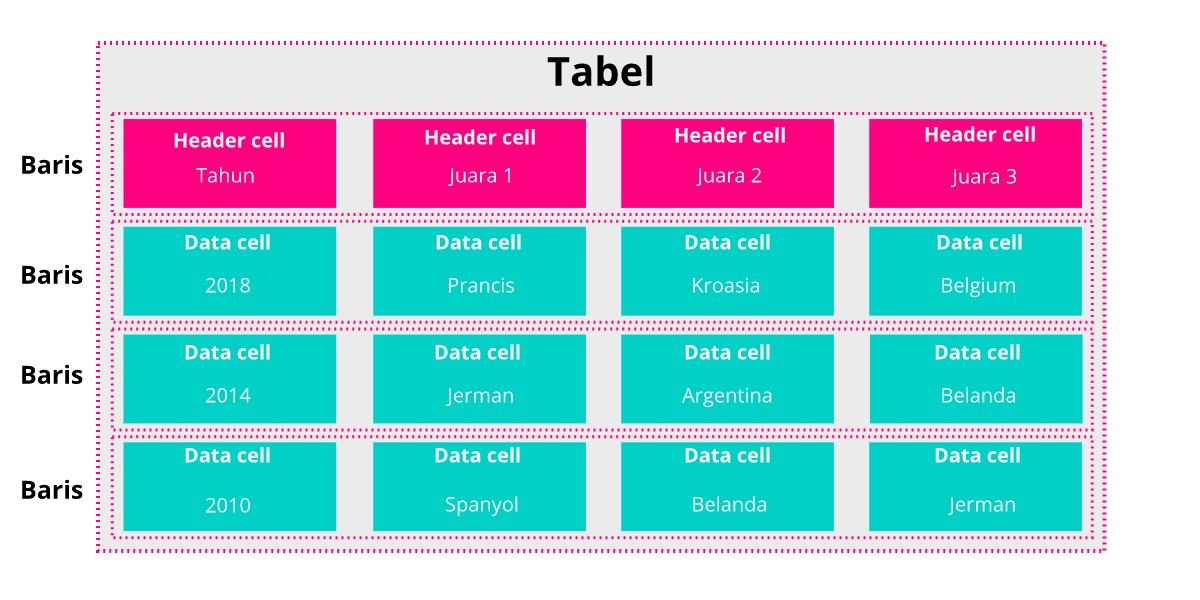 Tabel
Baris
Header cell
Tahun
Header cell
Juara 1
Header cell
Juara 2
Header cell
Juara 3
Baris
Data cell
2018
Data cell
Prancis
Data cell
Kroasia
Data cell
Belgium
Baris
Data cell
2014
Data cell
Jerman
Data cell
Argentina
Data cell
Belanda
Baris
Data cell
2010
Data cell
Spanyol
Data cell
Belanda
Data cell
Jerman